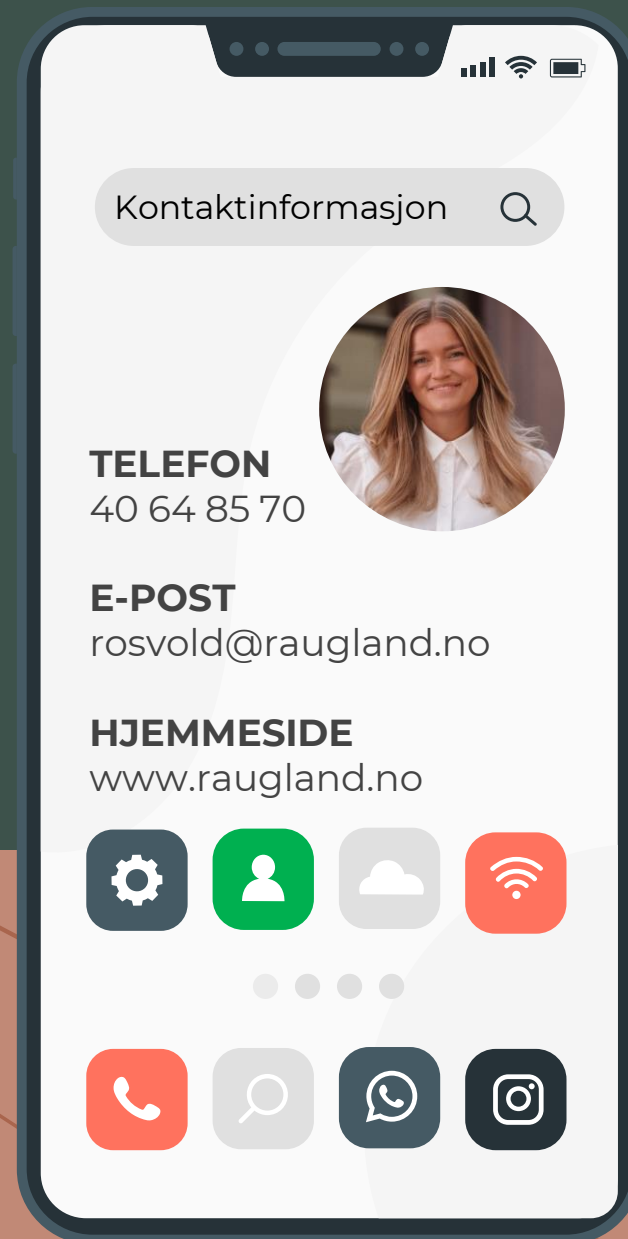 Kontaktinformasjon
TELEFON
40 64 85 70
E-POST
rosvold@raugland.no
HJEMMESIDE
www.raugland.no